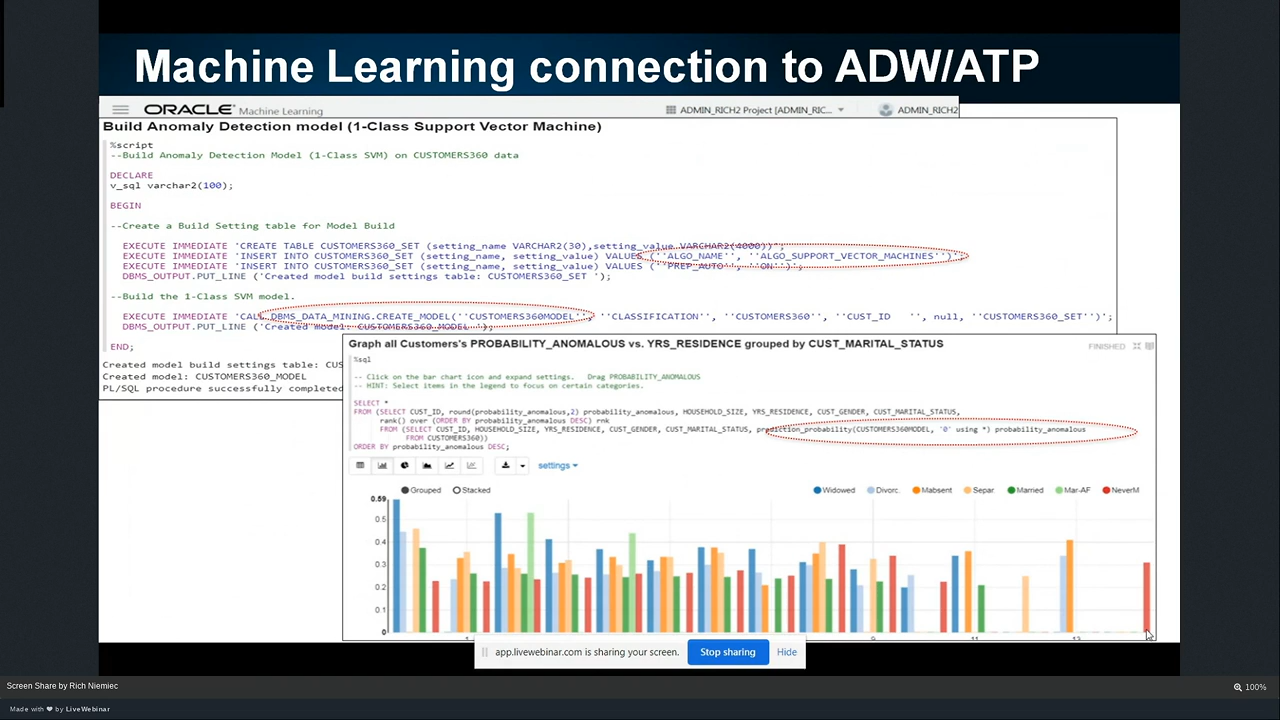 Machine Learning connection to ADW/ATP
ORACLE Machine Learning
ADMIN_RICH2 Project [ADMIN_RIC...
ADMIN_RICH2
Build Anomaly Detection model (1-Class Support Vector Machine)
%script
--Build Anomaly Detection Model (1-Class SVM) on CUSTOMERS360 data
DECLARE
v_sql varchar2(100);
BEGIN
--Create a Build Setting table for Model Build
EXECUTE IMMEDIATE 'CREATE TABLE CUSTOMERS360_SET (setting_name VARCHAR2(30),setting_value VARCHAR2(4000))';
EXECUTE IMMEDIATE 'INSERT INTO CUSTOMERS360_SET (setting_name, setting_value) VALUES (''ALGO_NAME'', ''ALGO_SUPPORT_VECTOR_MACHINES'')';
EXECUTE IMMEDIATE 'INSERT INTO CUSTOMERS360_SET (setting_name, setting_value) VALUES (''PREP_AUTO'', ''ON'')';
DBMS_OUTPUT.PUT_LINE ('Created model build settings table: CUSTOMERS360_SET ');
--Build the 1-Class SVM model.
EXECUTE IMMEDIATE 'CALL DBMS_DATA_MINING.CREATE_MODEL(''CUSTOMERS360MODEL'', ''CLASSIFICATION'', ''CUSTOMERS360'', ''CUST_ID '', null, ''CUSTOMERS360_SET'')';
DBMS_OUTPUT.PUT_LINE ('Created model: CUSTOMERS360_MODEL ');
END;
Created model build settings table: CUS
Created model: CUSTOMERS360_MODEL
PL/SQL procedure successfully completed
Graph all Customers's PROBABILITY_ANOMALOUS vs. YRS_RESIDENCE grouped by CUST_MARITAL_STATUS
FINISHED
%sql
-- Click on the bar chart icon and expand settings. Drag PROBABILITY_ANOMALOUS
-- HINT: Select items in the legend to focus on certain categories.
SELECT *
FROM (SELECT CUST_ID, round(probability_anomalous,2) probability_anomalous, HOUSEHOLD_SIZE, YRS_RESIDENCE, CUST_GENDER, CUST_MARITAL_STATUS,
rank() over (ORDER BY probability_anomalous DESC) rnk
FROM (SELECT CUST_ID, HOUSEHOLD_SIZE, YRS_RESIDENCE, CUST_GENDER, CUST_MARITAL_STATUS, prediction_probability(CUSTOMERS360MODEL, '0' using *) probability_anomalous
FROM CUSTOMERS360))
ORDER BY probability_anomalous DESC;
settings
Grouped Stacked
Widowed Divorc. Mabsent Separ. Married Mar-AF NeverM
0.59
0.5
0.4
0.3
0.2
0.1
0
app.livewebinar.com is sharing your screen.
Stop sharing
Hide
Screen Share by Rich Niemiec
100%
Made with ❤ by LiveWebinar